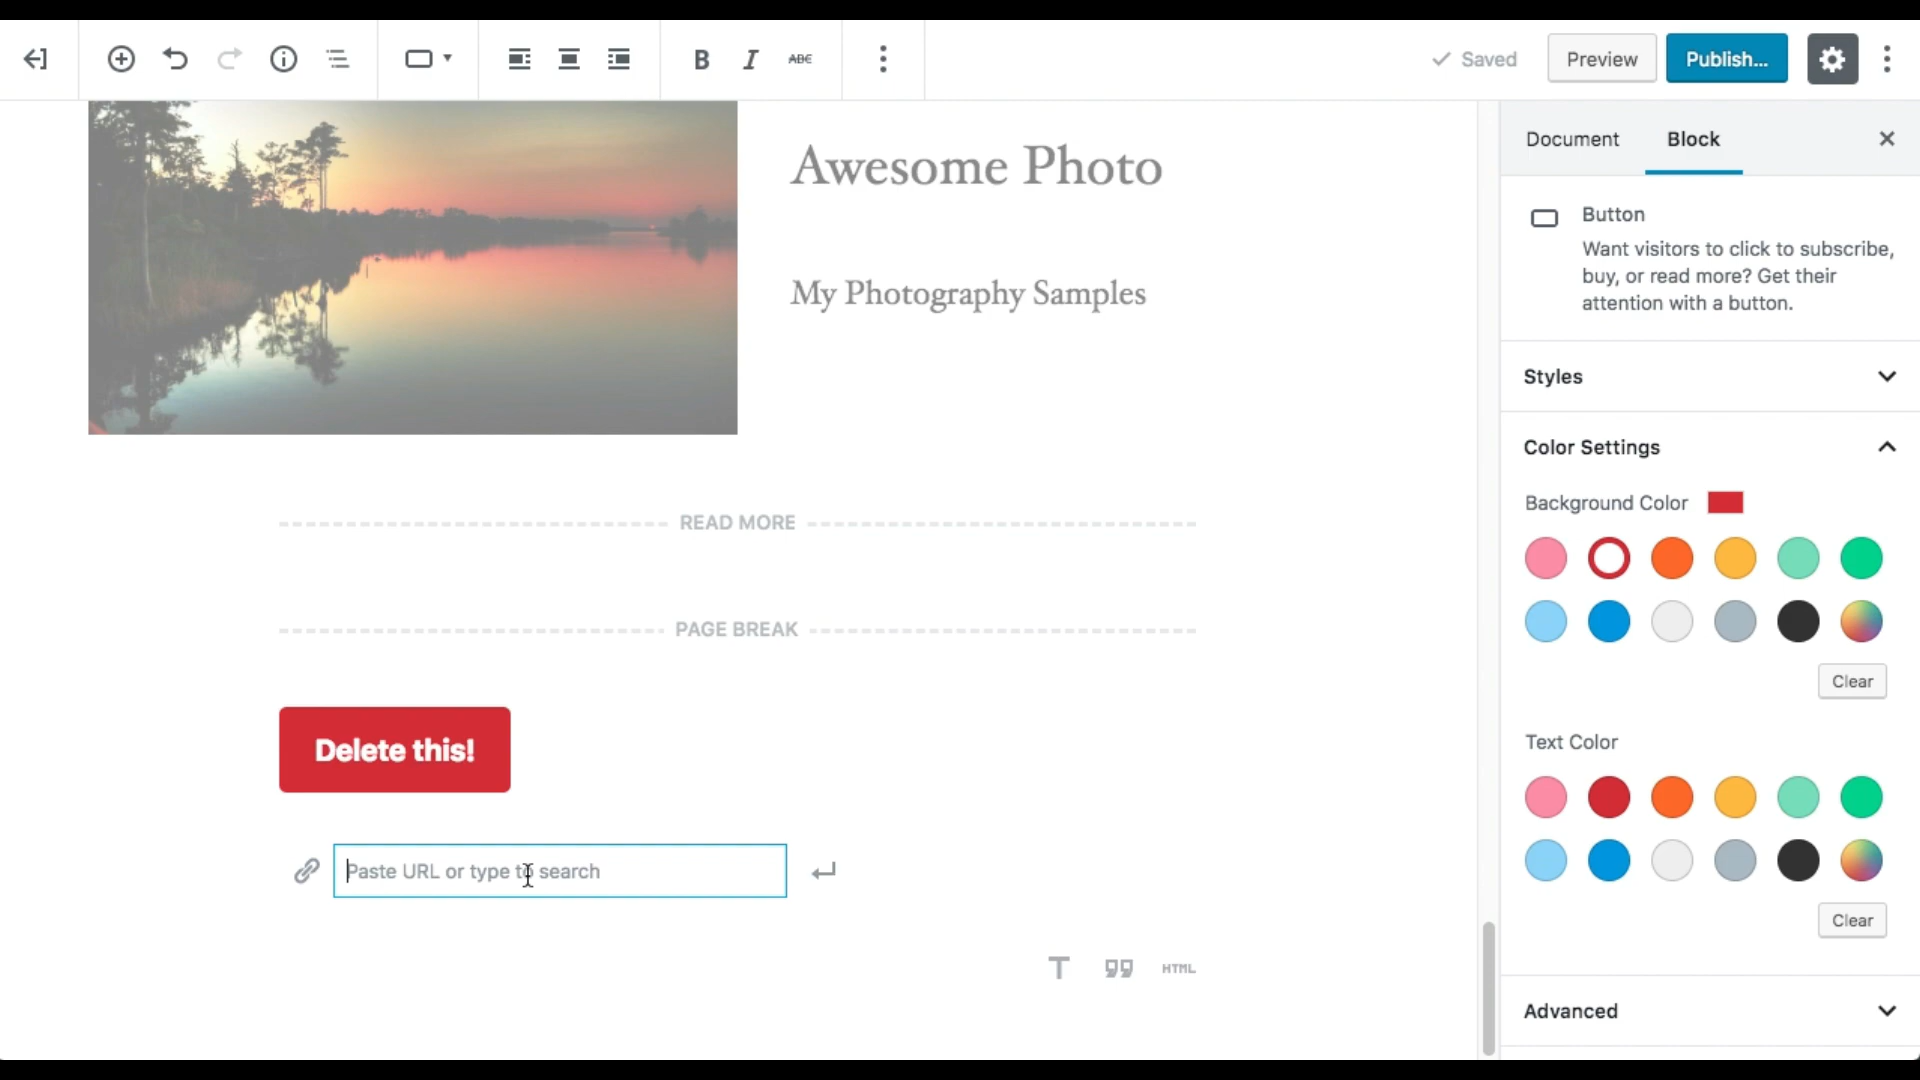 ABC
Saved
Preview
Publish...
Document
Block
Button
Want visitors to click to subscribe,
buy, or read more? Get their
attention with a button.
Styles
Color Settings
Background Color
Clear
Text Color
Clear
Advanced
Awesome Photo
My Photography Samples
READ MORE
PAGE BREAK
Delete this!
Paste URL or type to search
HTML